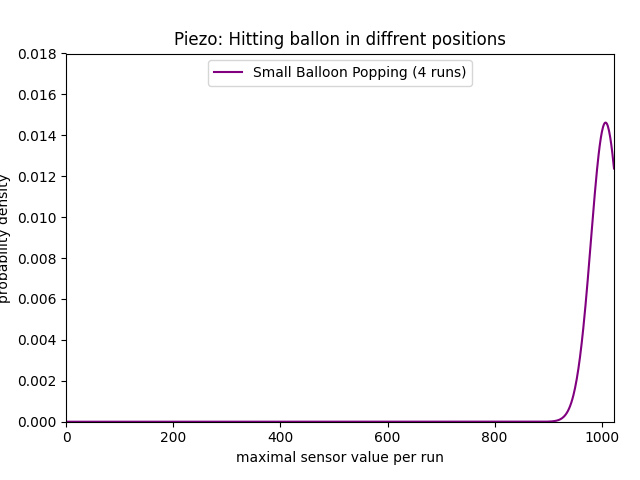 Piezo: Hitting ballon in diffrent positions
Small Balloon Popping (4 runs)
0.018
0.016
0.014
0.012
0.010
0.008
0.006
0.004
0.002
0.000
probability density
0 200 400 600 800 1000
maximal sensor value per run